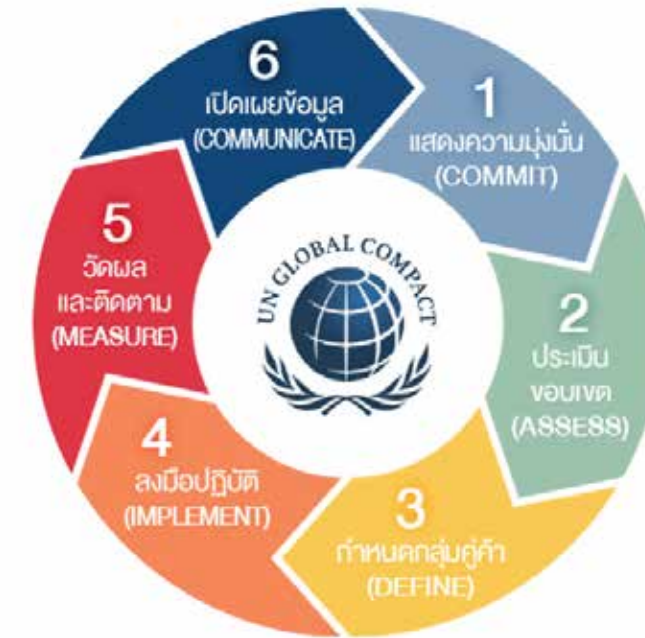 1
แสดงความมุ่งมั่น
(COMMIT)
2
ประเมิน
ขอบเขต
(ASSESS)
3
กำหนดกลุ่มคู่ค้า
(DEFINE)
4
ลงมือปฏิบัติ
(IMPLEMENT)
5
วัดผล
และติดตาม
(MEASURE)
6
เปิดเผยข้อมูล
(COMMUNICATE)
UN GLOBAL COMPACT